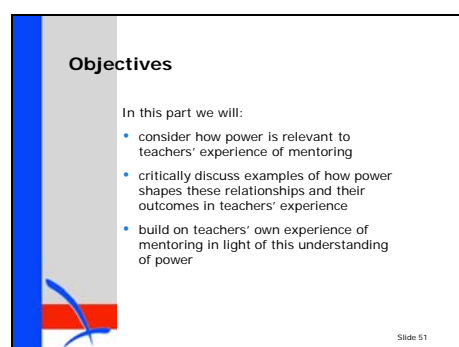 Objectives
In this part we will:
• consider how power is relevant to
teachers' experience of mentoring
• critically discuss examples of how power
shapes these relationships and their
outcomes in teachers' experience
• build on teachers' own experience of
mentoring in light of this understanding
of power
Slide 51